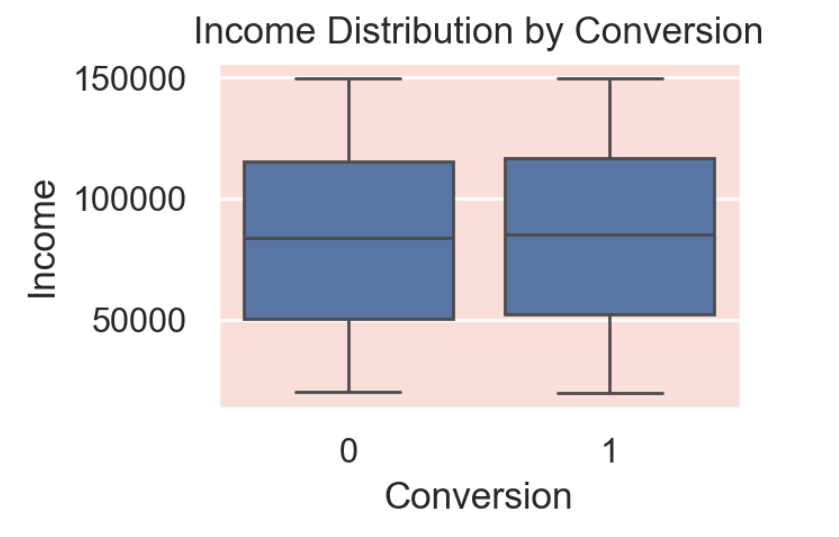 Income Distribution by Conversion
150000
100000
50000
Income
0 1
Conversion